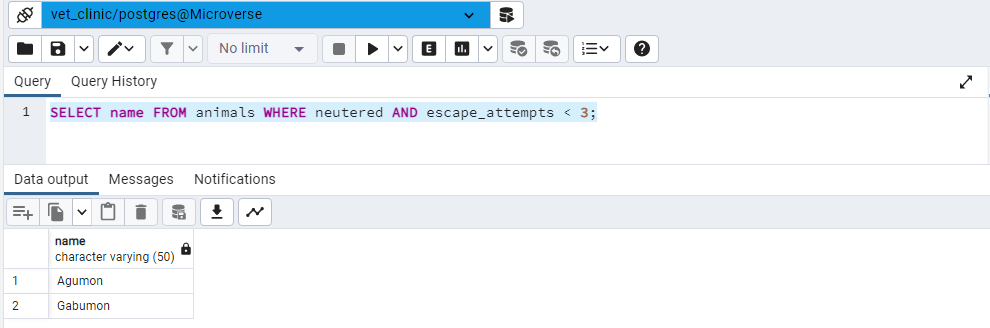 vet_clinic/postgres@Microverse
No limit
E
Query Query History
1 SELECT name FROM animals WHERE neutered AND escape_attempts < 3;
Data output Messages Notifications
name
character varying (50)
1 Agumon
2 Gabumon